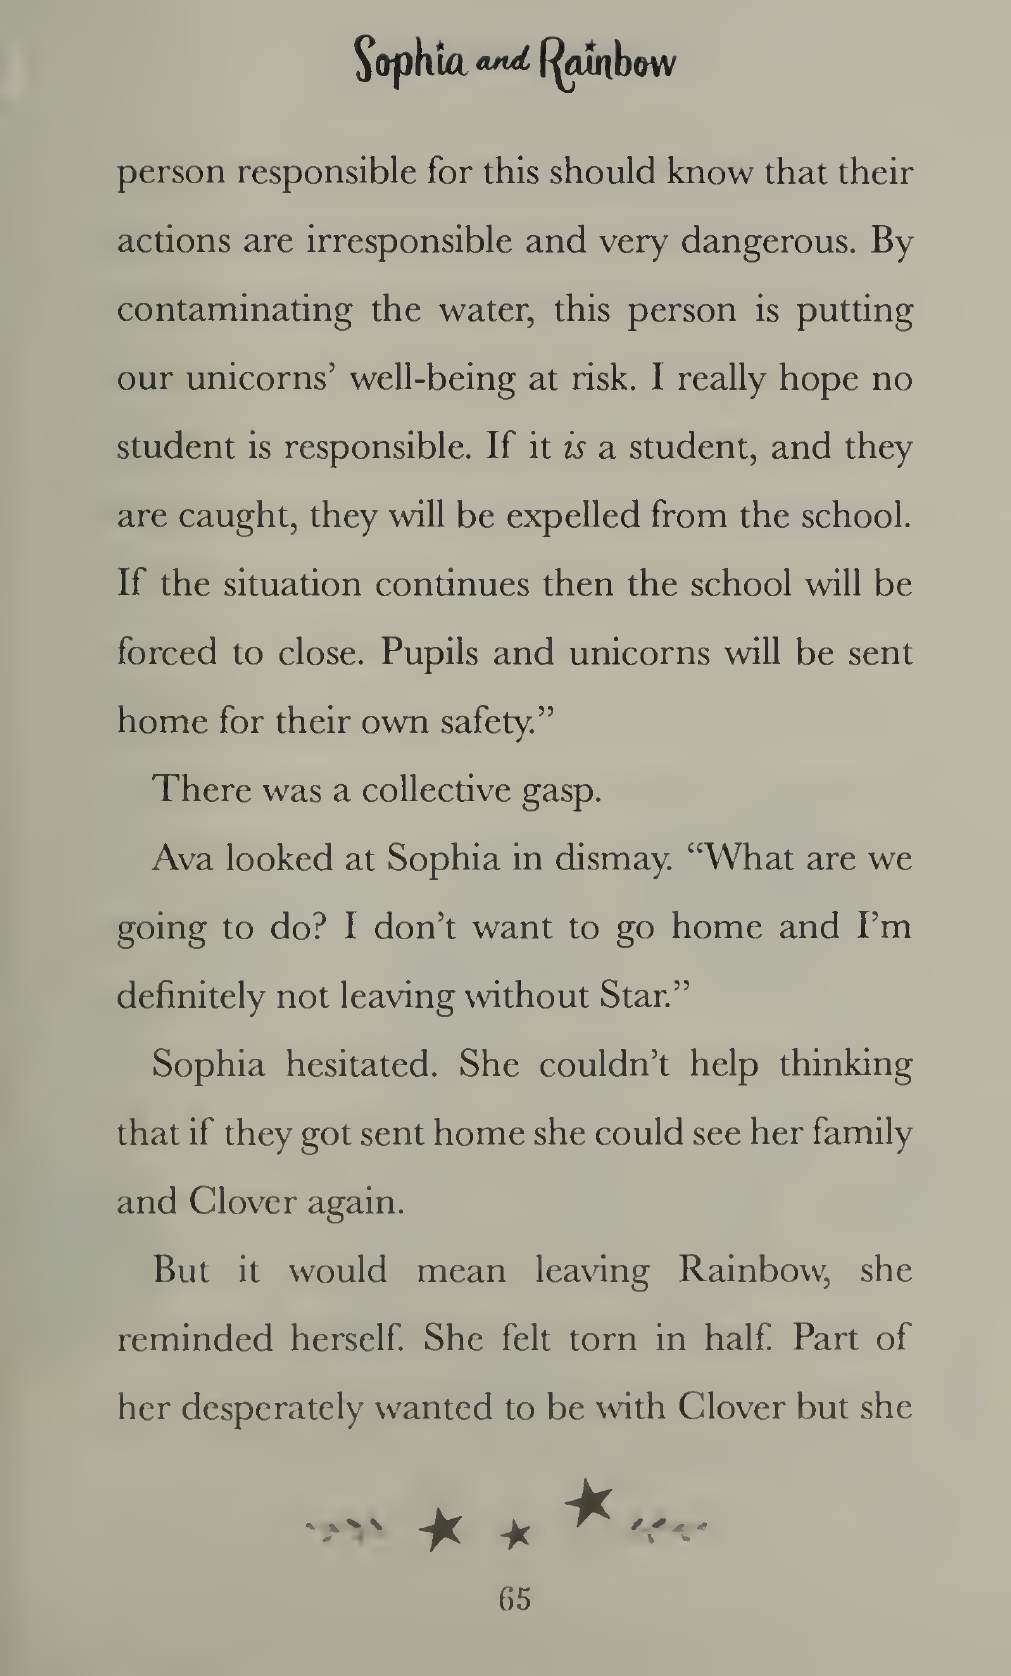 Sophia and Rainbow
person responsible for this should know that their
actions are irresponsible and very dangerous. By
contaminating the water, this person is putting
our unicorns’ well-being at risk. I really hope no
student is responsible. If it is a student, and they
are caught, they will be expelled from the school.
If the situation continues then the school will be
forced to close. Pupils and unicorns will be sent
home for their own safety.”
There was a collective gasp.
Ava looked at Sophia in dismay. “What are we
going to do? I don’t want to go home and I’m
definitely not leaving without Star.”
Sophia hesitated. She couldn’t help thinking
that if they got sent home she could see her family
and Clover again.
But it would mean leaving Rainbow, she
reminded herself. She felt torn in half. Part of
her desperately wanted to be with Clover but she
65